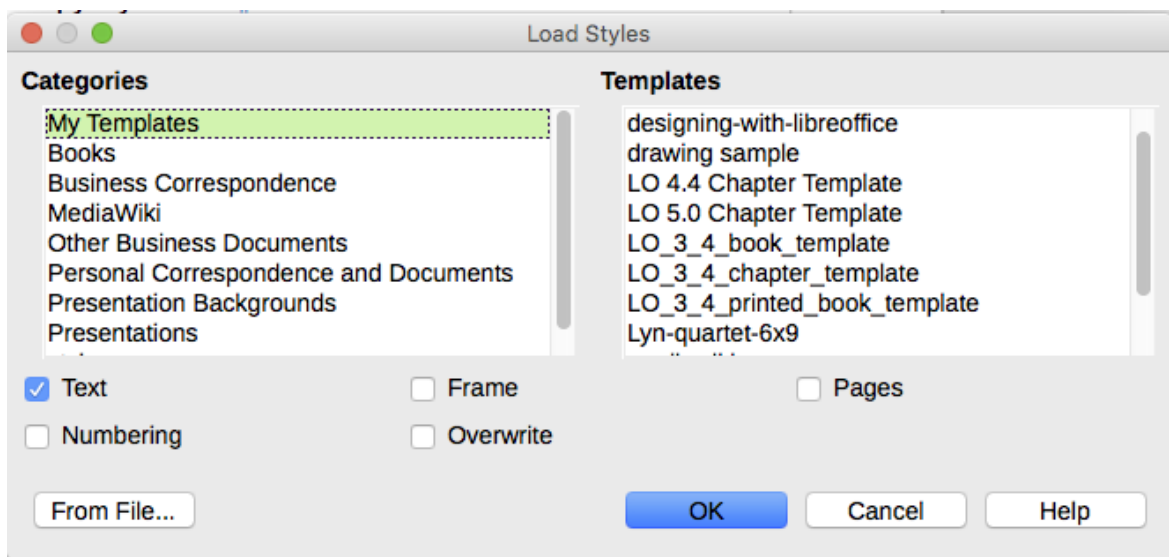 Load Styles
Categories
My Templates
Books
Business Correspondence
MediaWiki
Other Business Documents
Personal Correspondence and Documents
Presentation Backgrounds
Presentations
Templates
designing-with-libreoffice
drawing sample
LO 4.4 Chapter Template
LO 5.0 Chapter Template
LO_3_4_book_template
LO_3_4_chapter_template
LO_3_4_printed_book_template
Lyn-quartet-6x9
Text
Frame
Pages
Numbering
Overwrite
From File...
OK
Cancel
Help